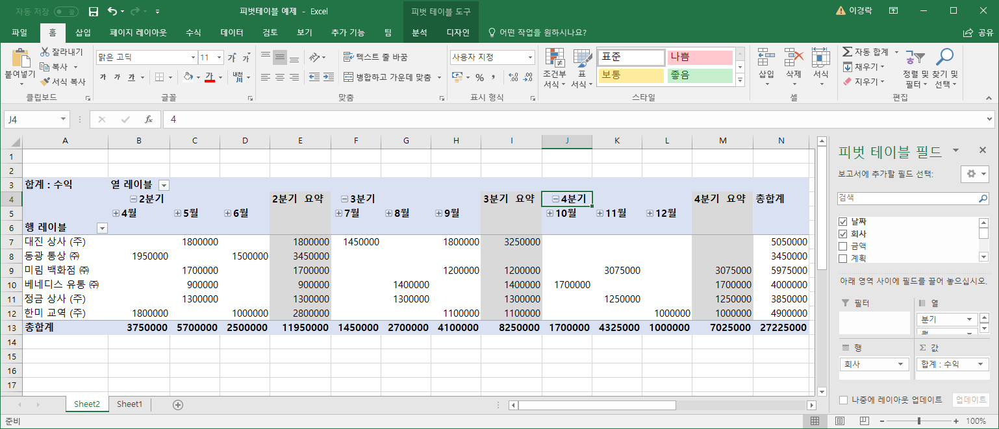 자동 저장 끔 피벗테이블 예제 - Excel 피벗 테이블 도구 이경락
파일 홈 삽입 페이지 레이아웃 수식 데이터 검토 보기 추가 기능 팀 분석 디자인 어떤 작업을 원하시나요? 공유
붙여넣기 잘라내기 복사 서식 복사 클립보드
맑은 고딕 11 가 가 가 가 가 가 내천 川 글꼴
텍스트 줄 바꿈 병합하고 가운데 맞춤 맞춤
사용자 지정 % , .00 .0 표시 형식
조건부 서식 표 서식 표준 나쁨 보통 좋음 스타일
삽입 삭제 서식 셀
자동 합계 채우기 지우기 정렬 및 필터 찾기 및 선택 편집
J4 fx 4
A B C D E F G H I J K L M N
1
2
3 합계 : 수익 열 레이블
4 2분기 2분기 요약 3분기 3분기 요약 4분기 4분기 요약 총합계
5 4월 5월 6월 7월 8월 9월 10월 11월 12월
6 행 레이블
7 대진 상사 (주) 1800000 1800000 1450000 1800000 3250000 5050000
8 동광 통상 ㈜ 1950000 1500000 3450000 3450000
9 미림 백화점 ㈜ 1700000 1700000 1200000 1200000 3075000 3075000 5975000
10 베네디스 유통 ㈜ 900000 900000 1400000 1400000 1700000 1700000 4000000
11 정금 상사 (주) 1300000 1300000 1300000 1300000 1250000 1250000 3850000
12 한미 교역 (주) 1800000 1000000 2800000 1100000 1100000 1000000 1000000 4900000
13 총합계 3750000 5700000 2500000 11950000 1450000 2700000 4100000 8250000 1700000 4325000 1000000 7025000 27225000
14
15
16
17
피벗 테이블 필드
보고서에 추가할 필드 선택:
검색
날짜
회사
금액
계획
아래 영역 사이에 필드를 끌어 놓으십시오.
필터 열
분기
월
행 값
회사 합계 : 수익
나중에 레이아웃 업데이트 업데이트
Sheet2 Sheet1
준비 100%